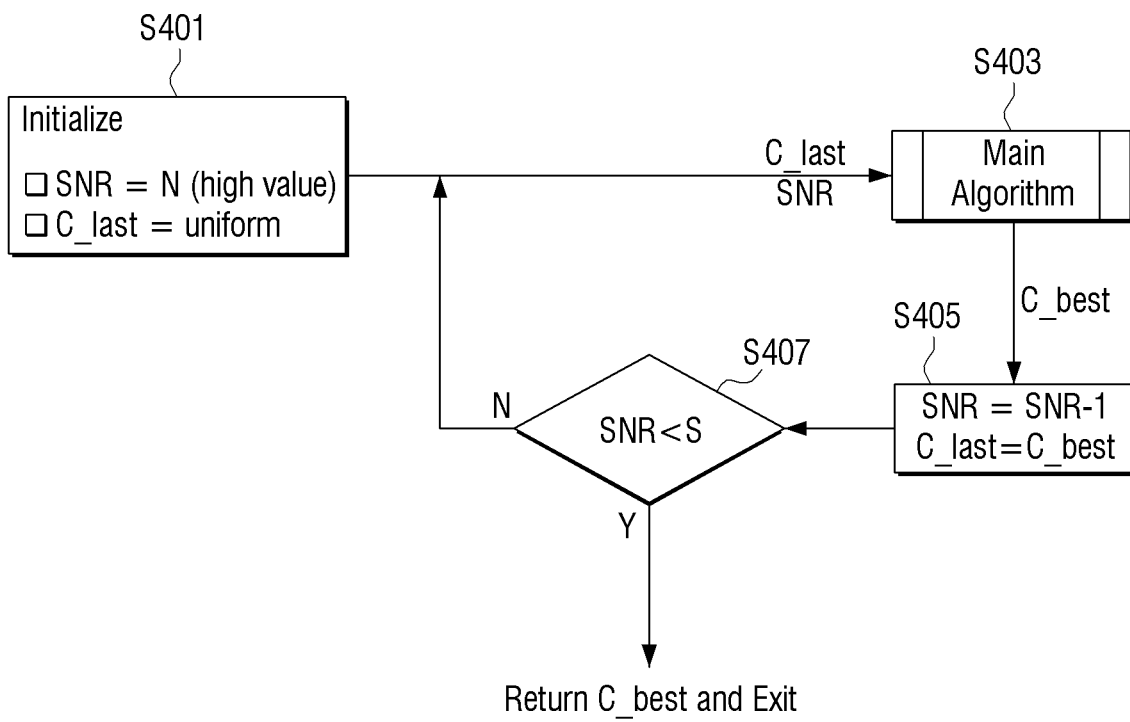 S401
Initialize
☐ SNR = N (high value)
☐ C_last = uniform
C_last
SNR
S403
Main
Algorithm
C_best
S405
SNR = SNR-1
C_last=C_best
S407
SNR<S
N
Y
Return C_best and Exit